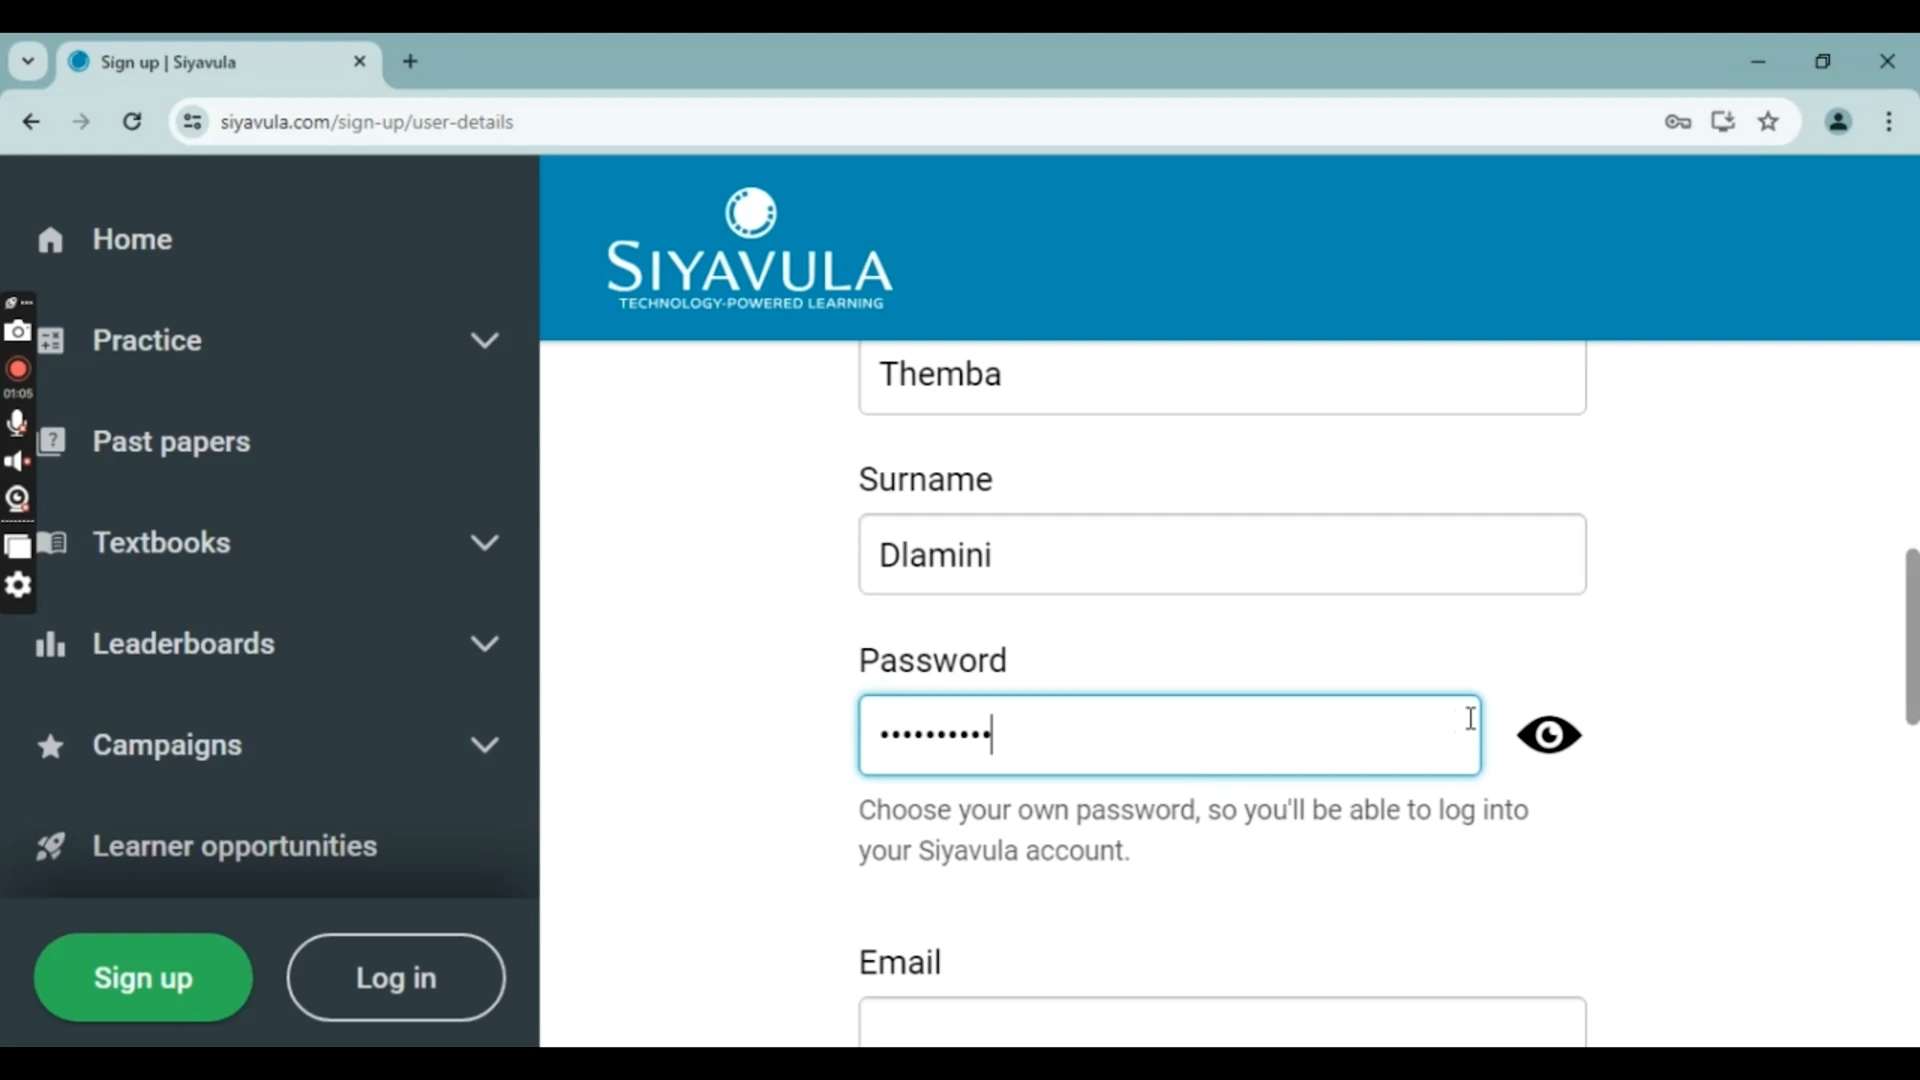 Sign up | Siyavula
siyavula.com/sign-up/user-details
Home
Practice
Past papers
Textbooks
Leaderboards
Campaigns
Learner opportunities
Sign up
Log in
01:05
SIYAVULA
TECHNOLOGY-POWERED LEARNING
Themba
Surname
Dlamini
Password
••••••••••
Choose your own password, so you'll be able to log into
your Siyavula account.
Email